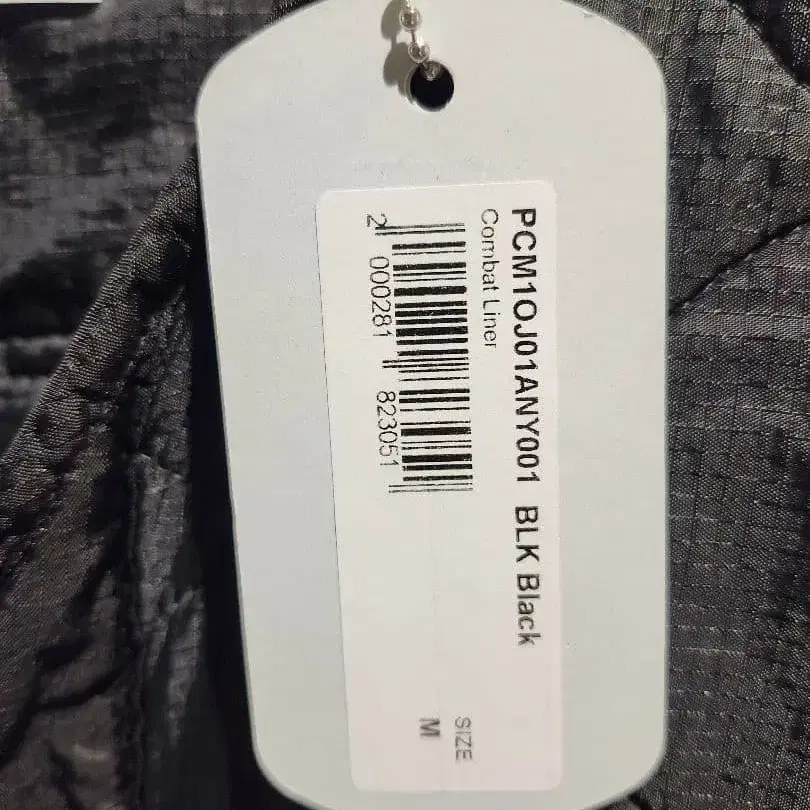 PCM1OJ01ANY001 BLK Black
Combat Liner
2 000281 823051
SIZE
M